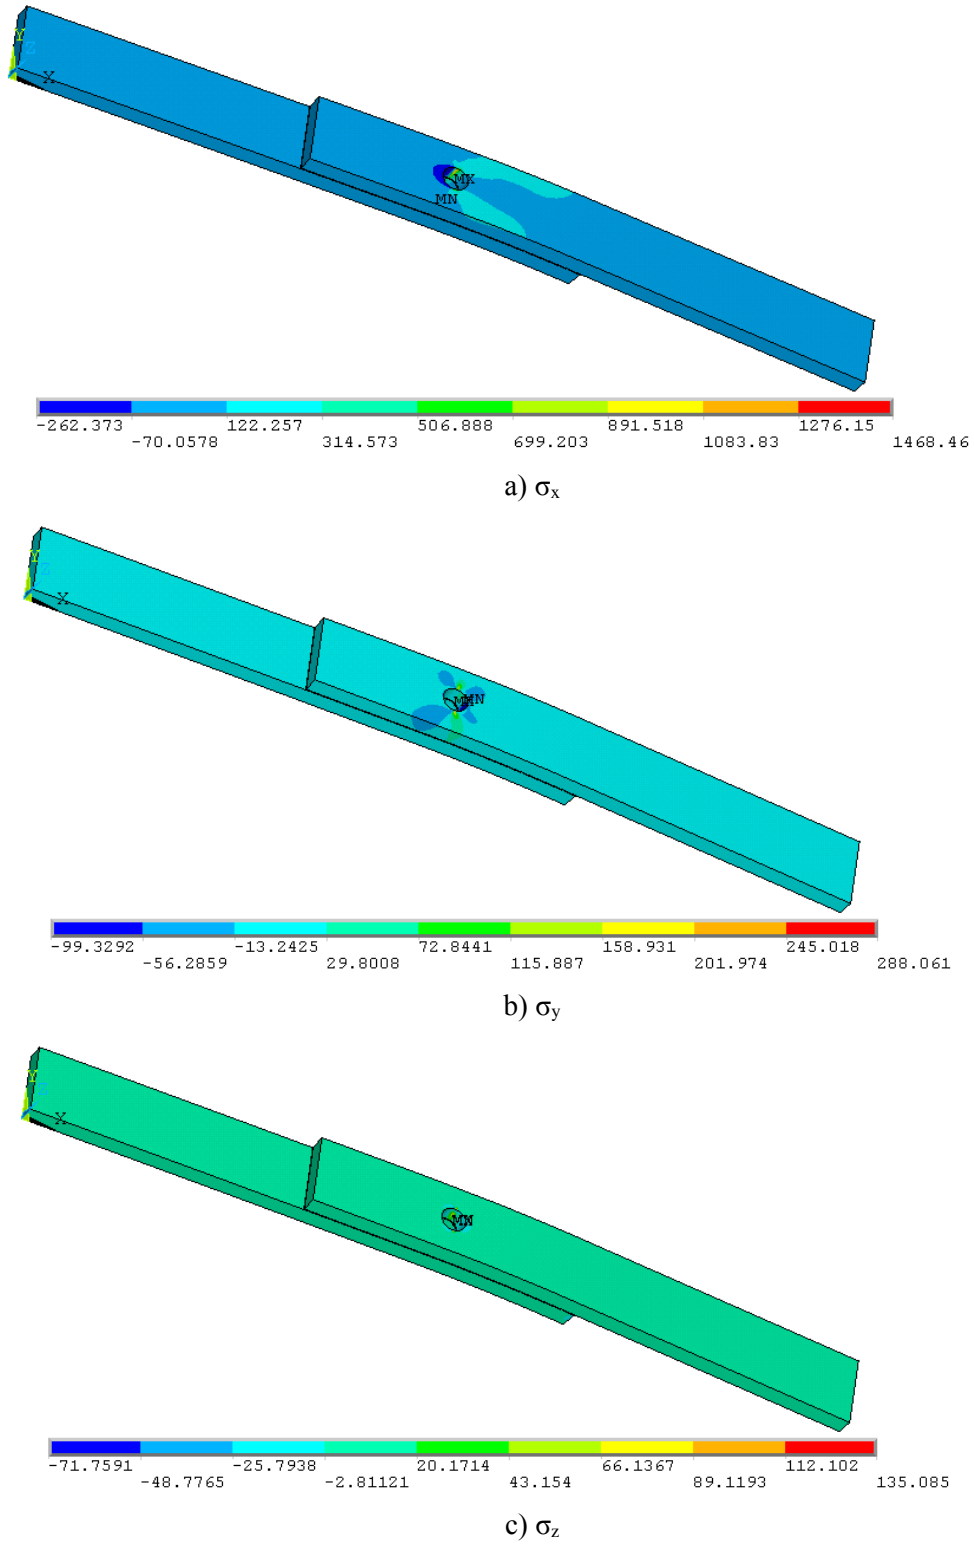 Y
Z
X
MX
MN
-262.373 122.257 506.888 891.518 1276.15
-70.0578 314.573 699.203 1083.83 1468.46
a) σx
Y
Z
X
MN
-99.3292 -13.2425 72.8441 158.931 245.018
-56.2859 29.8008 115.887 201.974 288.061
b) σy
Y
Z
X
-71.7591 -25.7938 20.1714 66.1367 112.102
-48.7765 -2.81121 43.154 89.1193 135.085
c) σz